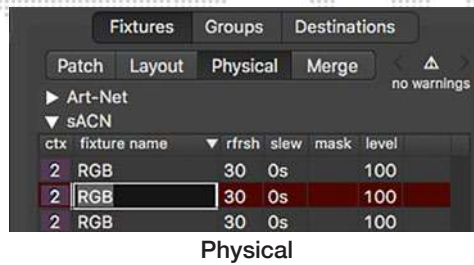 Fixtures Groups Destinations
Patch Layout Physical Merge
no warnings
▶ Art-Net
▼ sACN
ctx fixture name ▼ rfrsh slew mask level
2 RGB 30 0s 100
2 RGB 30 0s 100
2 RGB 30 0s 100
Physical